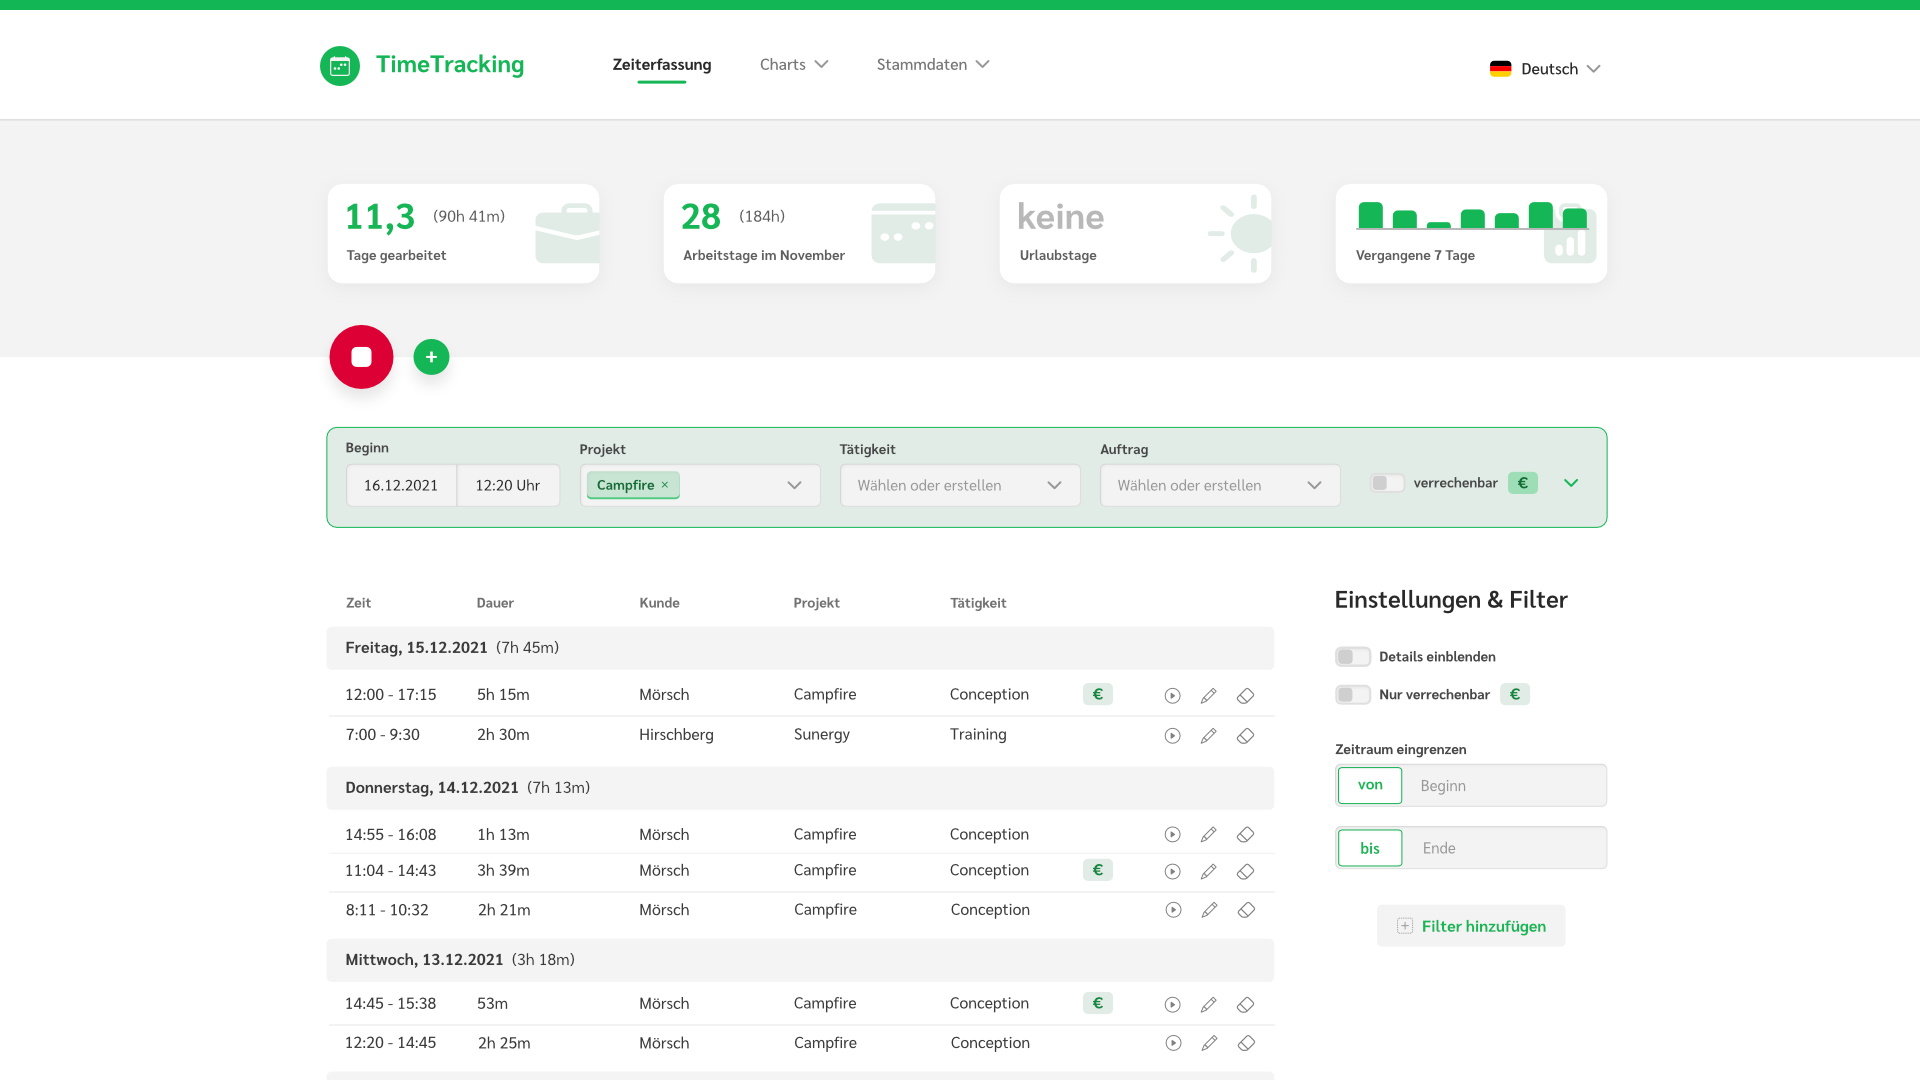 TimeTracking
Zeiterfassung
Charts
Stammdaten
Deutsch
11,3 (90h 41m)
Tage gearbeitet
28 (184h)
Arbeitstage im November
keine
Urlaubstage
Vergangene 7 Tage
+
Beginn
16.12.2021 12:20 Uhr
Projekt
Campfire ×
Tätigkeit
Wählen oder erstellen
Auftrag
Wählen oder erstellen
verrechenbar €
Zeit Dauer Kunde Projekt Tätigkeit
Freitag, 15.12.2021 (7h 45m)
12:00 - 17:15 5h 15m Mörsch Campfire Conception €
7:00 - 9:30 2h 30m Hirschberg Sunergy Training
Donnerstag, 14.12.2021 (7h 13m)
14:55 - 16:08 1h 13m Mörsch Campfire Conception
11:04 - 14:43 3h 39m Mörsch Campfire Conception €
8:11 - 10:32 2h 21m Mörsch Campfire Conception
Mittwoch, 13.12.2021 (3h 18m)
14:45 - 15:38 53m Mörsch Campfire Conception €
12:20 - 14:45 2h 25m Mörsch Campfire Conception
Einstellungen & Filter
Details einblenden
Nur verrechenbar €
Zeitraum eingrenzen
von Beginn
bis Ende
Filter hinzufügen